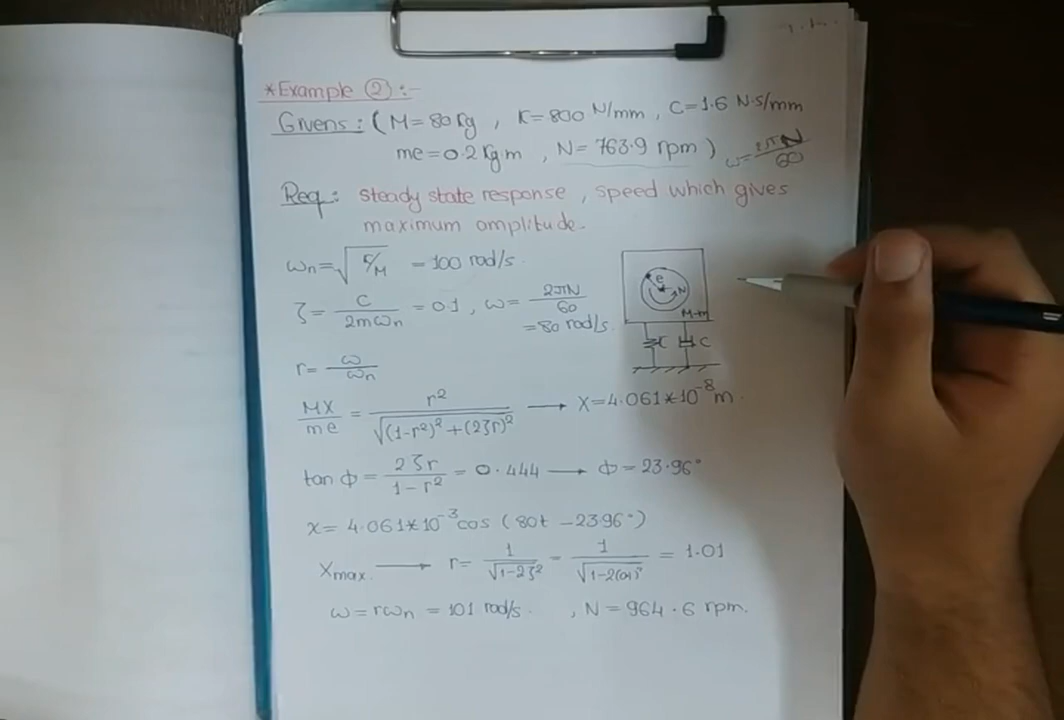 *Example ② :-
Givens : ( M = 80 Kg , K = 800 N/mm , C = 1.6 N.S/mm
me = 0.2 Kg.m , N = 763.9 rpm ) ω = 2πN/60
Req : steady state response , speed which gives
maximum amplitude.
ωn = √K/M = 100 rad/s.
e
N
M-m
ζ = C/2mωn = 0.1 , ω = 2πN/60
= 80 rad/s.
K C
r = ω/ωn
MX/me = r²/√(1-r²)²+(2ζr)² → X = 4.061*10⁻⁸ m.
tan ϕ = 2ζr/1-r² = 0.444 → ϕ = 23.96°
x = 4.061*10⁻³ cos ( 80t - 23.96° )
Xmax. → r = 1/√1-2ζ² = 1/√1-2(0.1)² = 1.01
ω = rωn = 101 rad/s. , N = 964.6 rpm.